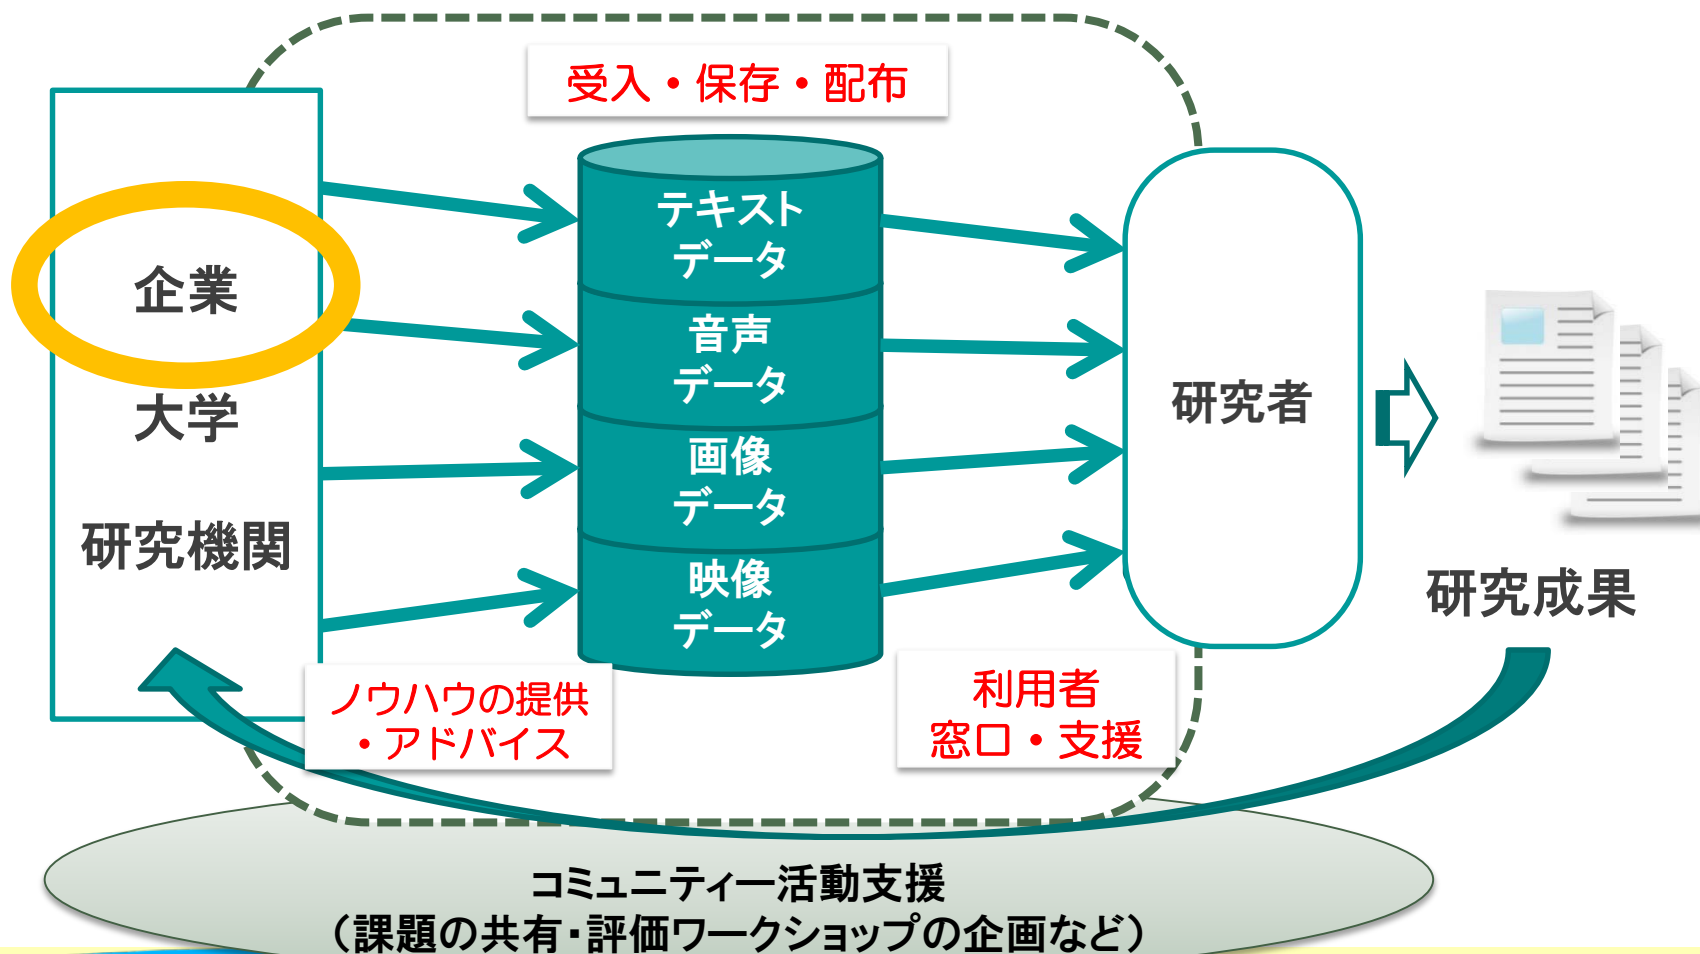 受入・保存・配布
企業
大学
研究機関
テキスト
データ
音声
データ
画像
データ
映像
データ
研究者
研究成果
ノウハウの提供
・アドバイス
利用者
窓口・支援
コミュニティー活動支援
（課題の共有・評価ワークショップの企画など）